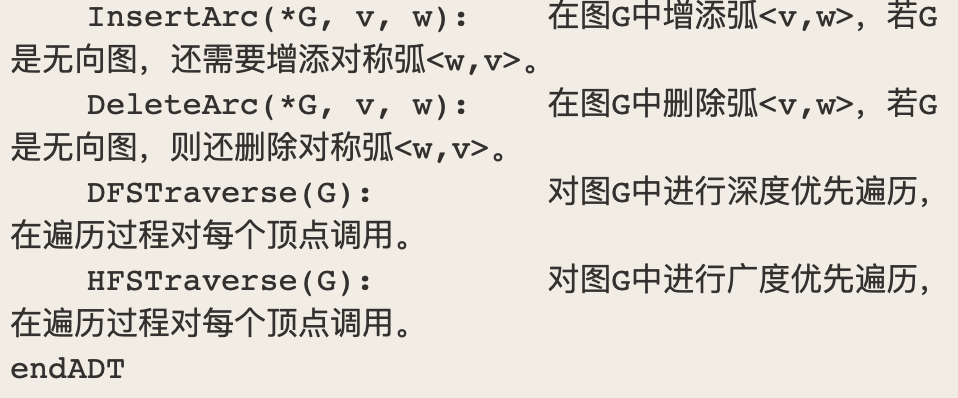 InsertArc(*G, v, w): 在图G中增添弧<v,w>，若G
是无向图，还需要增添对称弧<w,v>。
DeleteArc(*G, v, w): 在图G中删除弧<v,w>，若G
是无向图，则还删除对称弧<w,v>。
DFSTraverse(G): 对图G中进行深度优先遍历，
在遍历过程对每个顶点调用。
HFSTraverse(G): 对图G中进行广度优先遍历，
在遍历过程对每个顶点调用。
endADT